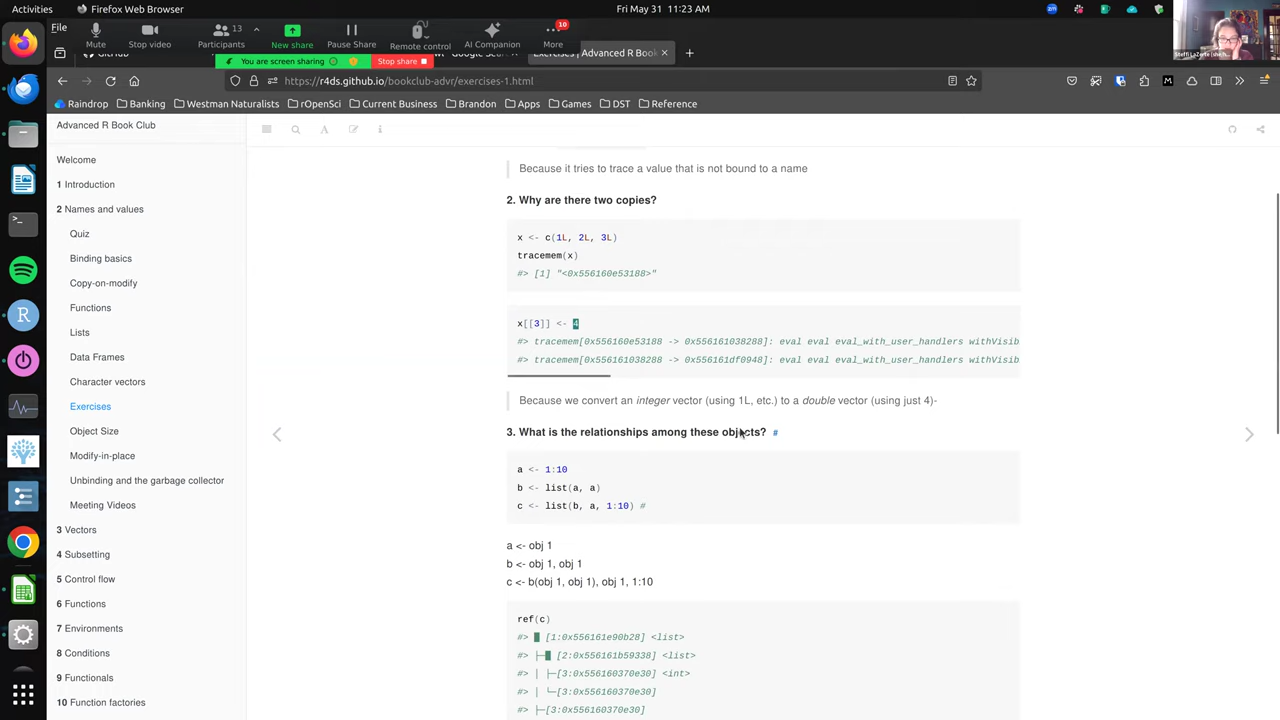 Activities
Firefox Web Browser
Fri May 31 11:23 AM
File
Mute
Stop video
Participants
13
New share
Pause Share
Remote control
AI Companion
More
10
You are screen sharing
Stop share
Advanced R Book Clu
https://r4ds.github.io/bookclub-advr/exercises-1.html
Raindrop
Banking
Westman Naturalists
rOpenSci
Current Business
Brandon
Apps
Games
DST
Reference
Advanced R Book Club
Welcome
1 Introduction
2 Names and values
Quiz
Binding basics
Copy-on-modify
Functions
Lists
Data Frames
Character vectors
Exercises
Object Size
Modify-in-place
Unbinding and the garbage collector
Meeting Videos
3 Vectors
4 Subsetting
5 Control flow
6 Functions
7 Environments
8 Conditions
9 Functionals
10 Function factories
Because it tries to trace a value that is not bound to a name
2. Why are there two copies?
x <- c(1L, 2L, 3L)
tracemem(x)
#> [1] "<0x556160e53188>"
x[[3]] <- 4
#> tracemem[0x556160e53188 -> 0x556161038288]: eval eval eval_with_user_handlers withVisib
#> tracemem[0x556161038288 -> 0x556161df0948]: eval eval eval_with_user_handlers withVisib
Because we convert an integer vector (using 1L, etc.) to a double vector (using just 4)-
3. What is the relationships among these objects? #
a <- 1:10
b <- list(a, a)
c <- list(b, a, 1:10) #
a <- obj 1
b <- obj 1, obj 1
c <- b(obj 1, obj 1), obj 1, 1:10
ref(c)
#> █ [1:0x556161e90b28] <list>
#> ├─█ [2:0x556161b59338] <list>
#> │ ├─[3:0x556160370e30] <int>
#> │ └─[3:0x556160370e30]
#> ├─[3:0x556160370e30]